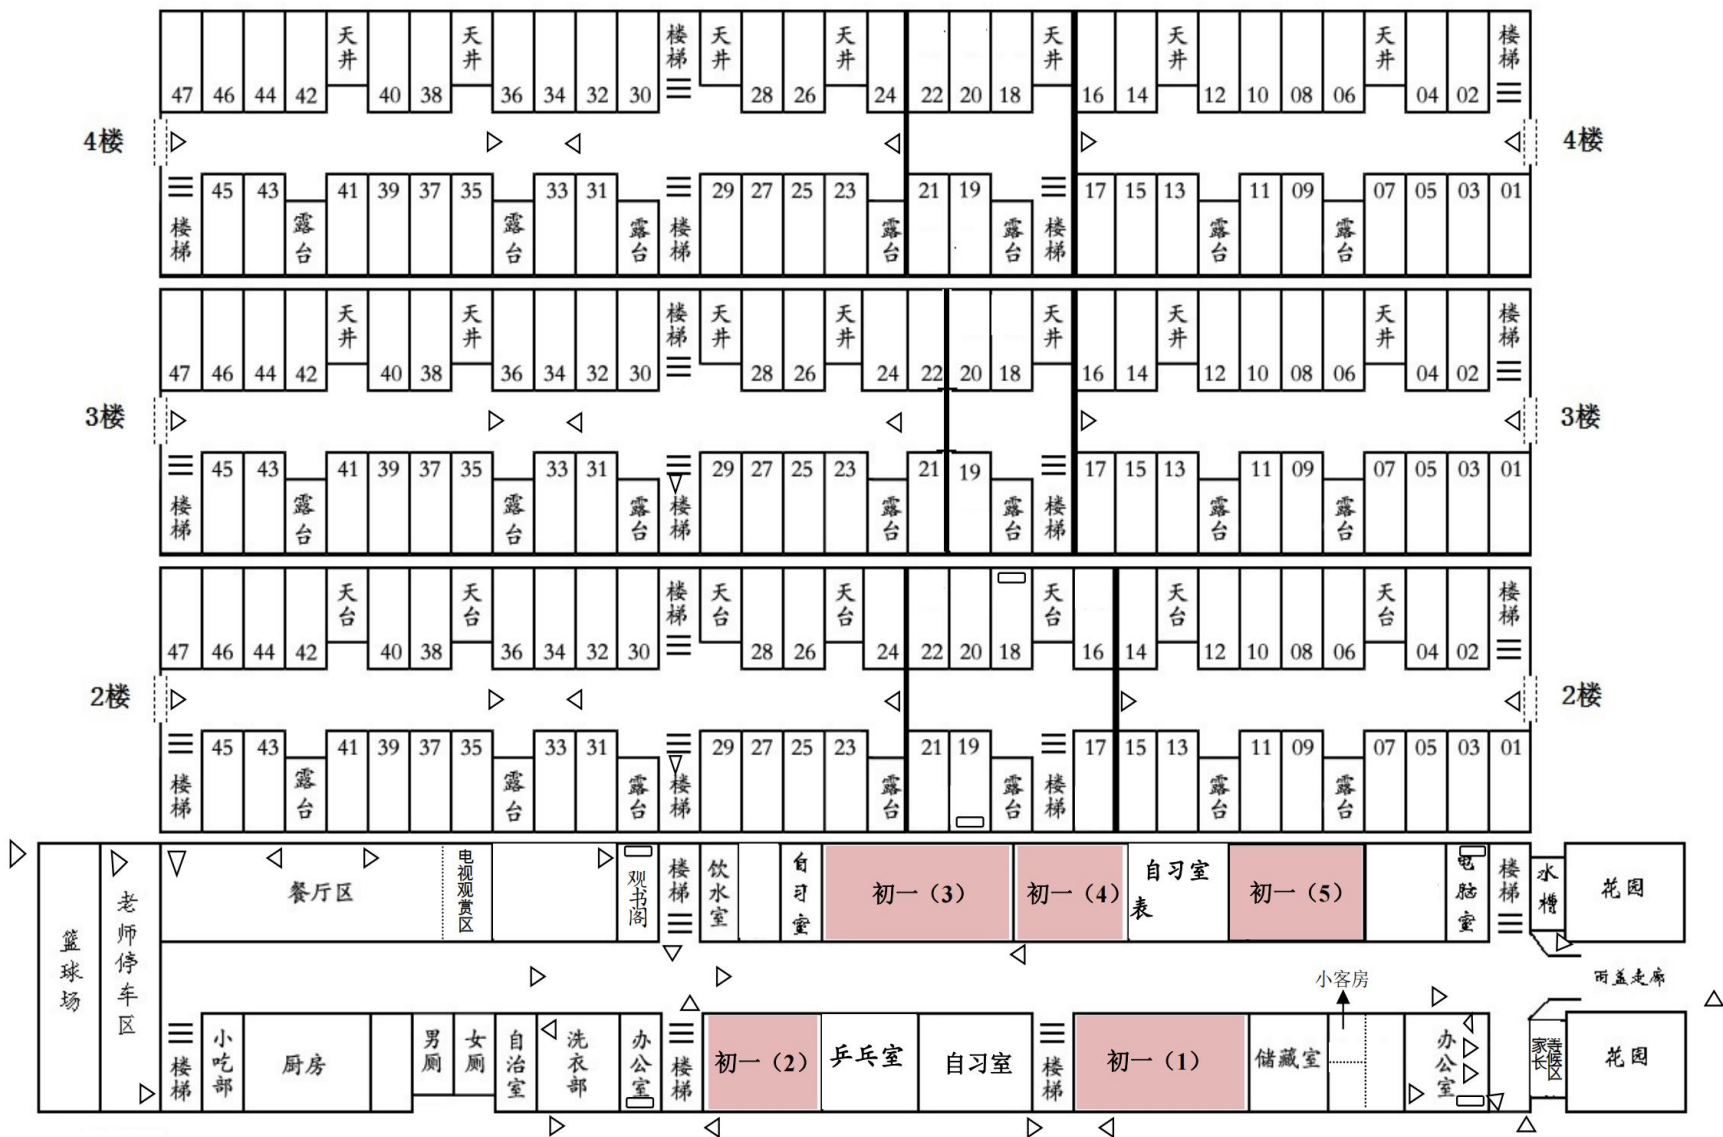 天井 天井 楼梯 天井 天井 天井 天井 天井 楼梯
47 46 44 42 40 38 36 34 32 30 28 26 24 22 20 18 16 14 12 10 08 06 04 02
4楼 4楼
45 43 41 39 37 35 33 31 29 27 25 23 21 19 17 15 13 11 09 07 05 03 01
楼梯 露台 露台 露台 楼梯 露台 露台 楼梯 露台 露台
天井 天井 楼梯 天井 天井 天井 天井 天井 楼梯
47 46 44 42 40 38 36 34 32 30 28 26 24 22 20 18 16 14 12 10 08 06 04 02
3楼 3楼
45 43 41 39 37 35 33 31 29 27 25 23 21 19 17 15 13 11 09 07 05 03 01
楼梯 露台 露台 露台 楼梯 露台 露台 楼梯 露台 露台
天台 天台 楼梯 天台 天台 天台 天台 天台 楼梯
47 46 44 42 40 38 36 34 32 30 28 26 24 22 20 18 16 14 12 10 08 06 04 02
2楼 2楼
45 43 41 39 37 35 33 31 29 27 25 23 21 19 17 15 13 11 09 07 05 03 01
楼梯 露台 露台 露台 楼梯 露台 露台 楼梯 露台 露台
篮球场 老师停车区 餐厅区 电视观赏区 观书阁 楼梯 饮水室 自习室 初一（3） 初一（4） 自习室表 初一（5） 电脑室 楼梯 水槽 花园
小客房 雨盖走廊
楼梯 小吃部 厨房 男厕 女厕 自治室 洗衣部 办公室 楼梯 初一（2） 乒乓室 自习室 楼梯 初一（1） 储藏室 办公室 家长等候区 花园